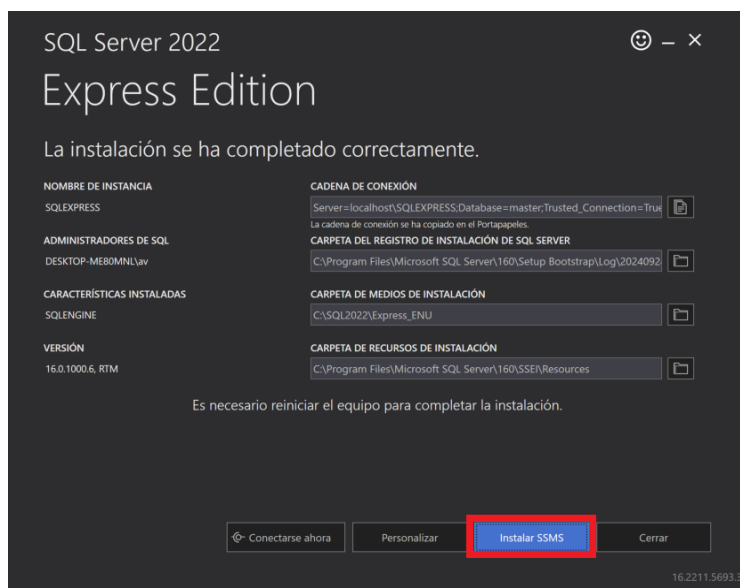 SQL Server 2022
Express Edition
La instalación se ha completado correctamente.
NOMBRE DE INSTANCIA
SQLEXPRESS
CADENA DE CONEXIÓN
Server=localhost\SQLEXPRESS;Database=master;Trusted_Connection=True
La cadena de conexión se ha copiado en el Portapapeles.
ADMINISTRADORES DE SQL
DESKTOP-ME80MNL\av
CARPETA DEL REGISTRO DE INSTALACIÓN DE SQL SERVER
C:\Program Files\Microsoft SQL Server\160\Setup Bootstrap\Log\2024092
CARACTERÍSTICAS INSTALADAS
SQLENGINE
CARPETA DE MEDIOS DE INSTALACIÓN
C:\SQL2022\Express_ENU
VERSIÓN
16.0.1000.6, RTM
CARPETA DE RECURSOS DE INSTALACIÓN
C:\Program Files\Microsoft SQL Server\160\SSEI\Resources
Es necesario reiniciar el equipo para completar la instalación.
Conectarse ahora
Personalizar
Instalar SSMS
Cerrar
16.2211.5693.3